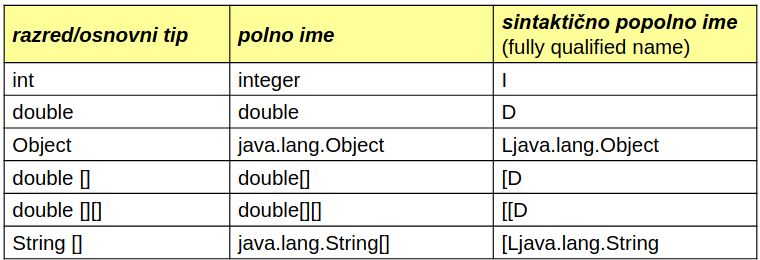 razred/osnovni tip polno ime sintaktično popolno ime
(fully qualified name)
int integer I
double double D
Object java.lang.Object Ljava.lang.Object
double [] double[] [D
double [][] double[][] [[D
String [] java.lang.String[] [Ljava.lang.String